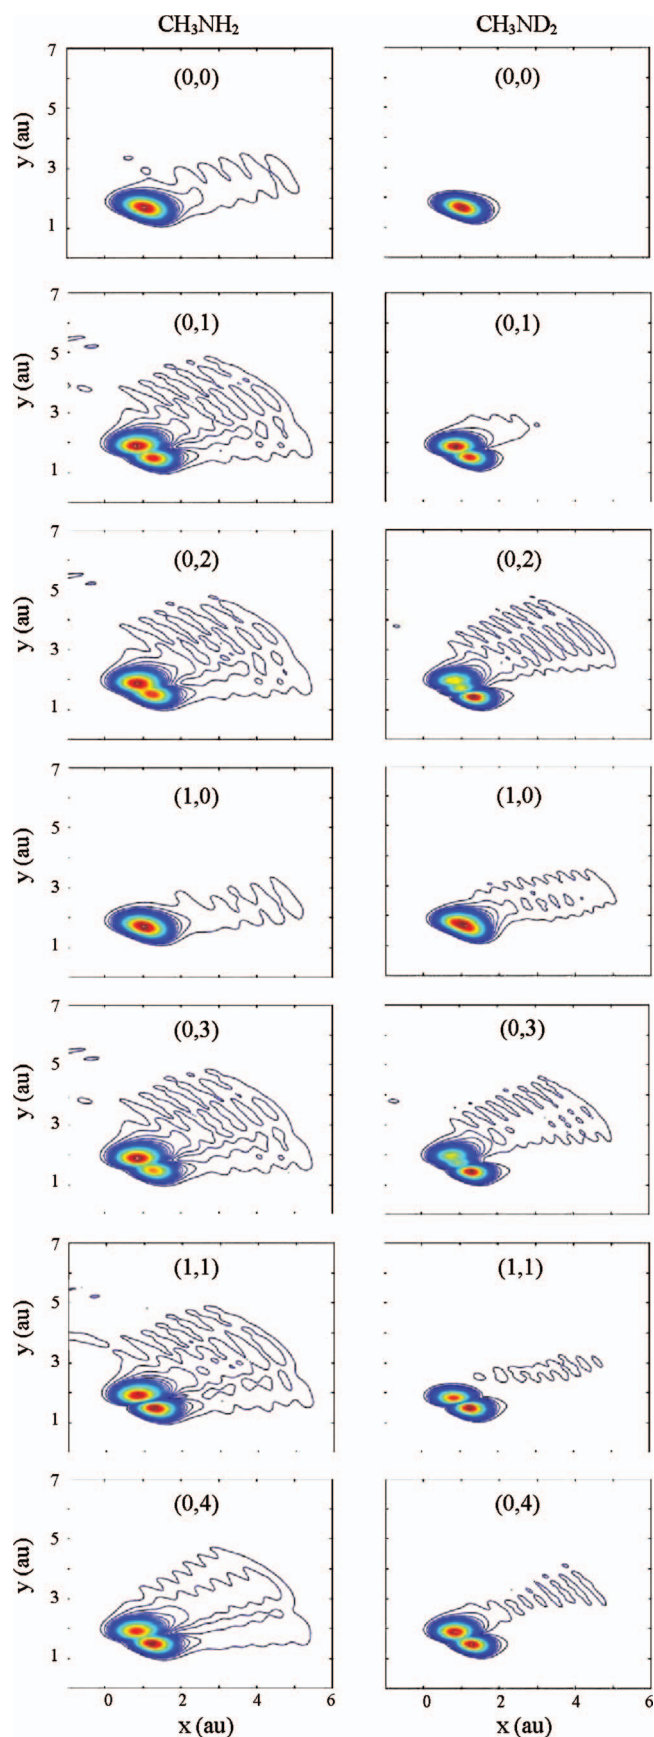 CH₃NH₂ CH₃ND₂
7 (0,0) (0,0)
5
3
1
y (au)
7 (0,1) (0,1)
5
3
1
y (au)
7 (0,2) (0,2)
5
3
1
y (au)
7 (1,0) (1,0)
5
3
1
y (au)
7 (0,3) (0,3)
5
3
1
y (au)
7 (1,1) (1,1)
5
3
1
y (au)
7 (0,4) (0,4)
5
3
1
y (au)
0 2 4 6 0 2 4 6
x (au) x (au)